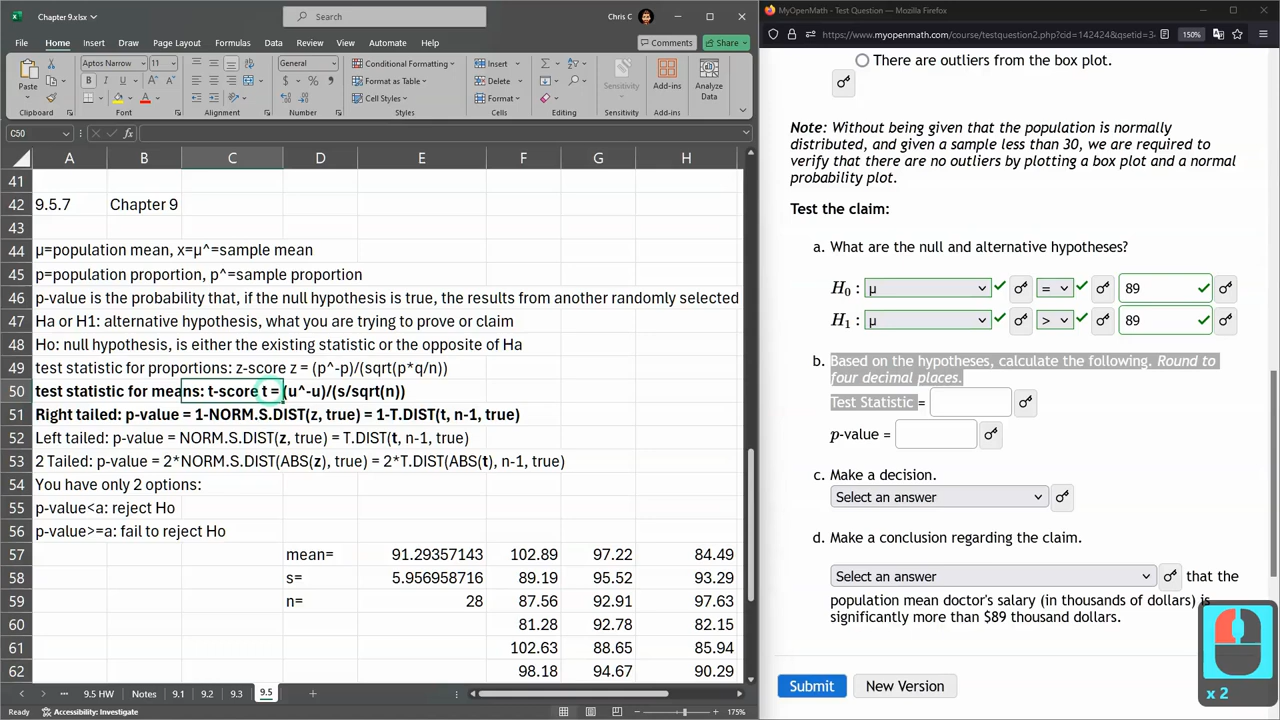 Chapter 9.xlsx
Search
Chris C
File Home Insert Draw Page Layout Formulas Data Review View Automate Help
Comments
Share
Paste
Aptos Narrow
General
B I U
$ % 9
Conditional Formatting
Format as Table
Cell Styles
Insert
Delete
Format
Sensitivity
Add-ins
Analyze Data
Clipboard Font Alignment Number Styles Cells Editing Sensitivity Add-ins
C50 fx
A B C D E F G H
41
42 9.5.7 Chapter 9
43
44 µ=population mean, x=µ^=sample mean
45 p=population proportion, p^=sample proportion
46 p-value is the probability that, if the null hypothesis is true, the results from another randomly selected
47 Ha or H1: alternative hypothesis, what you are trying to prove or claim
48 Ho: null hypothesis, is either the existing statistic or the opposite of Ha
49 test statistic for proportions: z-score z = (p^-p)/(sqrt(p*q/n))
50 test statistic for means: t-score t = (u^-u)/(s/sqrt(n))
51 Right tailed: p-value = 1-NORM.S.DIST(z, true) = 1-T.DIST(t, n-1, true)
52 Left tailed: p-value = NORM.S.DIST(z, true) = T.DIST(t, n-1, true)
53 2 Tailed: p-value = 2*NORM.S.DIST(ABS(z), true) = 2*T.DIST(ABS(t), n-1, true)
54 You have only 2 options:
55 p-value<a: reject Ho
56 p-value>=a: fail to reject Ho
57 mean= 91.29357143 102.89 97.22 84.49
58 s= 5.956958716 89.19 95.52 93.29
59 n= 28 87.56 92.91 97.63
60 81.28 92.78 82.15
61 102.63 88.65 85.94
62 98.18 94.67 90.29
... 9.5 HW Notes 9.1 9.2 9.3 9.5 +
Ready Accessibility: Investigate 175%
MyOpenMath - Test Question — Mozilla Firefox
https://www.myopenmath.com/course/testquestion2.php?cid=142424&qsetid=3
150%
There are outliers from the box plot.
Note: Without being given that the population is normally
distributed, and given a sample less than 30, we are required to
verify that there are no outliers by plotting a box plot and a normal
probability plot.
Test the claim:
a. What are the null and alternative hypotheses?
H0 : µ = 89
H1 : µ > 89
b. Based on the hypotheses, calculate the following. Round to
four decimal places.
Test Statistic =
p-value =
c. Make a decision.
Select an answer
d. Make a conclusion regarding the claim.
Select an answer that the
population mean doctor's salary (in thousands of dollars) is
significantly more than $89 thousand dollars.
Submit New Version
x 2